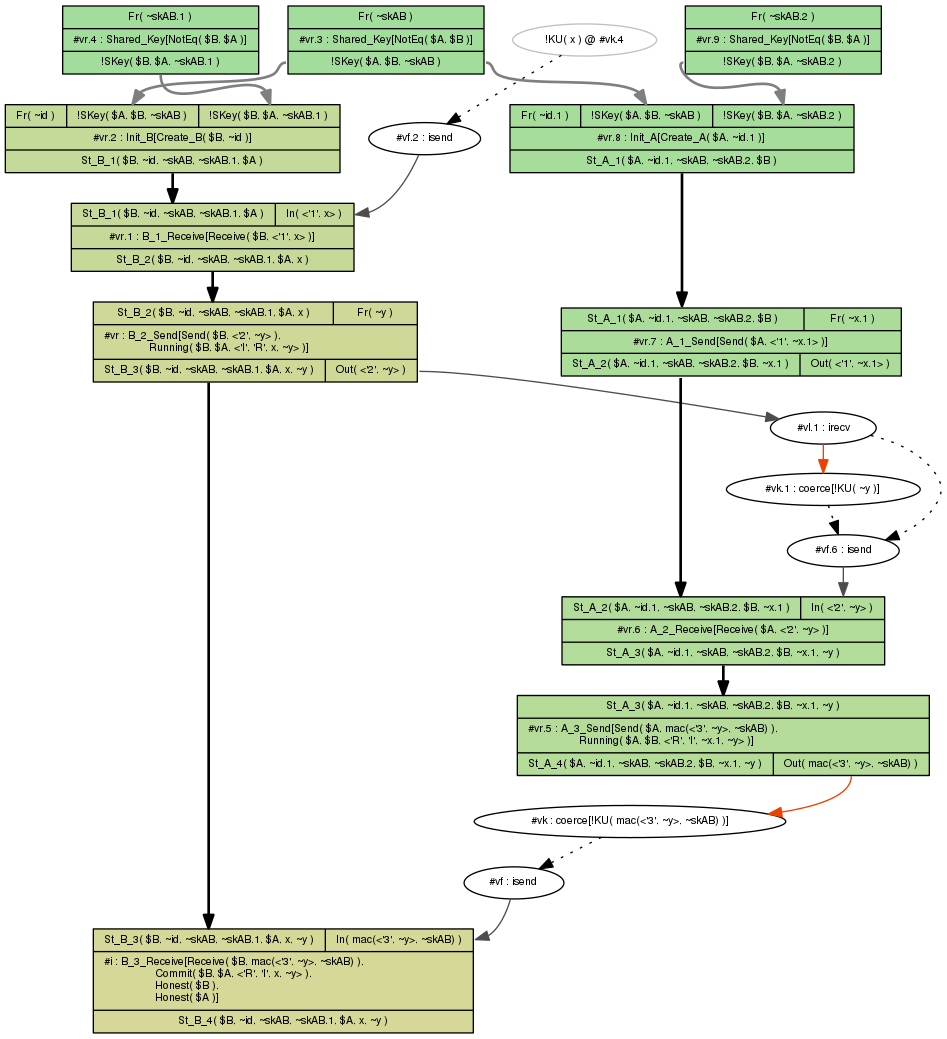 Fr( ~skAB.1 )
#vr.4 : Shared_Key[NotEq( $B, $A )]
!SKey( $B, $A, ~skAB.1 )
Fr( ~skAB )
#vr.3 : Shared_Key[NotEq( $A, $B )]
!SKey( $A, $B, ~skAB )
!KU( x ) @ #vk.4
Fr( ~skAB.2 )
#vr.9 : Shared_Key[NotEq( $B, $A )]
!SKey( $B, $A, ~skAB.2 )
Fr( ~id ) !SKey( $A, $B, ~skAB ) !SKey( $B, $A, ~skAB.1 )
#vr.2 : Init_B[Create_B( $B, ~id )]
St_B_1( $B, ~id, ~skAB, ~skAB.1, $A )
#vf.2 : isend
Fr( ~id.1 ) !SKey( $A, $B, ~skAB ) !SKey( $B, $A, ~skAB.2 )
#vr.8 : Init_A[Create_A( $A, ~id.1 )]
St_A_1( $A, ~id.1, ~skAB, ~skAB.2, $B )
St_B_1( $B, ~id, ~skAB, ~skAB.1, $A ) In( <'1', x> )
#vr.1 : B_1_Receive[Receive( $B, <'1', x> )]
St_B_2( $B, ~id, ~skAB, ~skAB.1, $A, x )
St_B_2( $B, ~id, ~skAB, ~skAB.1, $A, x ) Fr( ~y )
#vr : B_2_Send[Send( $B, <'2', ~y> ),
Running( $B, $A, <'I', 'R', x, ~y> )]
St_B_3( $B, ~id, ~skAB, ~skAB.1, $A, x, ~y ) Out( <'2', ~y> )
St_A_1( $A, ~id.1, ~skAB, ~skAB.2, $B ) Fr( ~x.1 )
#vr.7 : A_1_Send[Send( $A, <'1', ~x.1> )]
St_A_2( $A, ~id.1, ~skAB, ~skAB.2, $B, ~x.1 ) Out( <'1', ~x.1> )
#vl.1 : irecv
#vk.1 : coerce[!KU( ~y )]
#vf.6 : isend
St_A_2( $A, ~id.1, ~skAB, ~skAB.2, $B, ~x.1 ) In( <'2', ~y> )
#vr.6 : A_2_Receive[Receive( $A, <'2', ~y> )]
St_A_3( $A, ~id.1, ~skAB, ~skAB.2, $B, ~x.1, ~y )
St_A_3( $A, ~id.1, ~skAB, ~skAB.2, $B, ~x.1, ~y )
#vr.5 : A_3_Send[Send( $A, mac(<'3', ~y>, ~skAB) ),
Running( $A, $B, <'R', 'I', ~x.1, ~y> )]
St_A_4( $A, ~id.1, ~skAB, ~skAB.2, $B, ~x.1, ~y ) Out( mac(<'3', ~y>, ~skAB) )
#vk : coerce[!KU( mac(<'3', ~y>, ~skAB) )]
#vf : isend
St_B_3( $B, ~id, ~skAB, ~skAB.1, $A, x, ~y ) In( mac(<'3', ~y>, ~skAB) )
#i : B_3_Receive[Receive( $B, mac(<'3', ~y>, ~skAB) ),
Commit( $B, $A, <'R', 'I', x, ~y> ),
Honest( $B ),
Honest( $A )]
St_B_4( $B, ~id, ~skAB, ~skAB.1, $A, x, ~y )